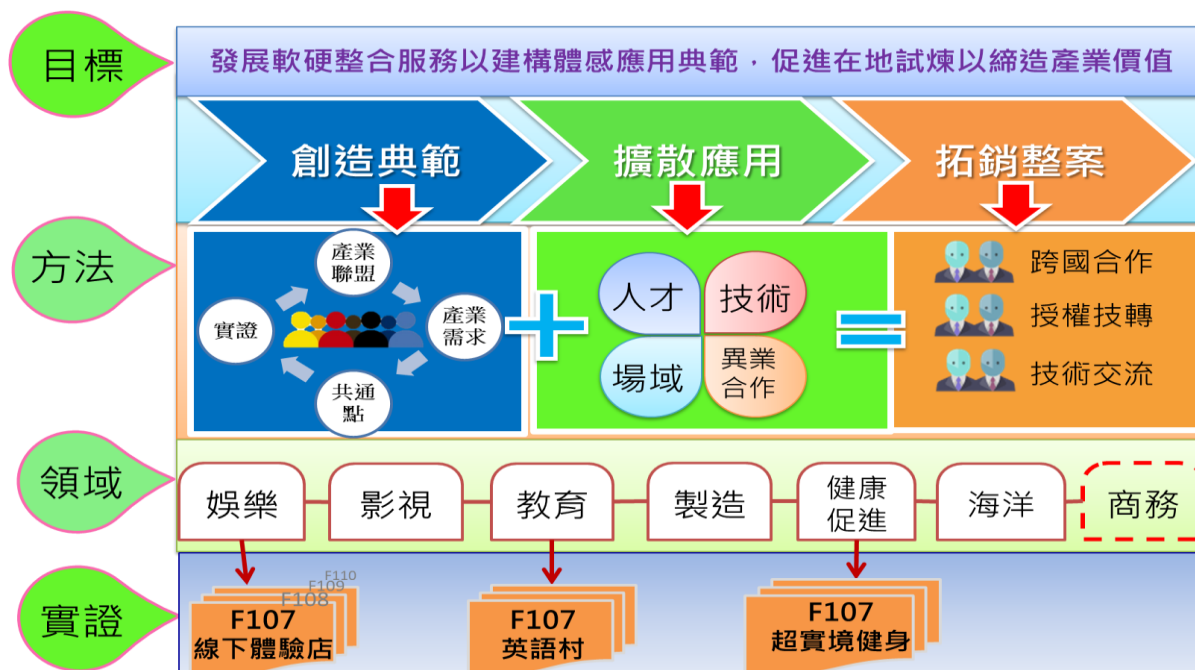 目標
發展軟硬整合服務以建構體感應用典範，促進在地試煉以締造產業價值
創造典範
擴散應用
拓銷整案
方法
產業
聯盟
產業
需求
共通
點
實證
人才
技術
場域
異業
合作
跨國合作
授權技轉
技術交流
領域
娛樂
影視
教育
製造
健康
促進
海洋
商務
實證
F110
F109
F108
F107
線下體驗店
F107
英語村
F107
超實境健身